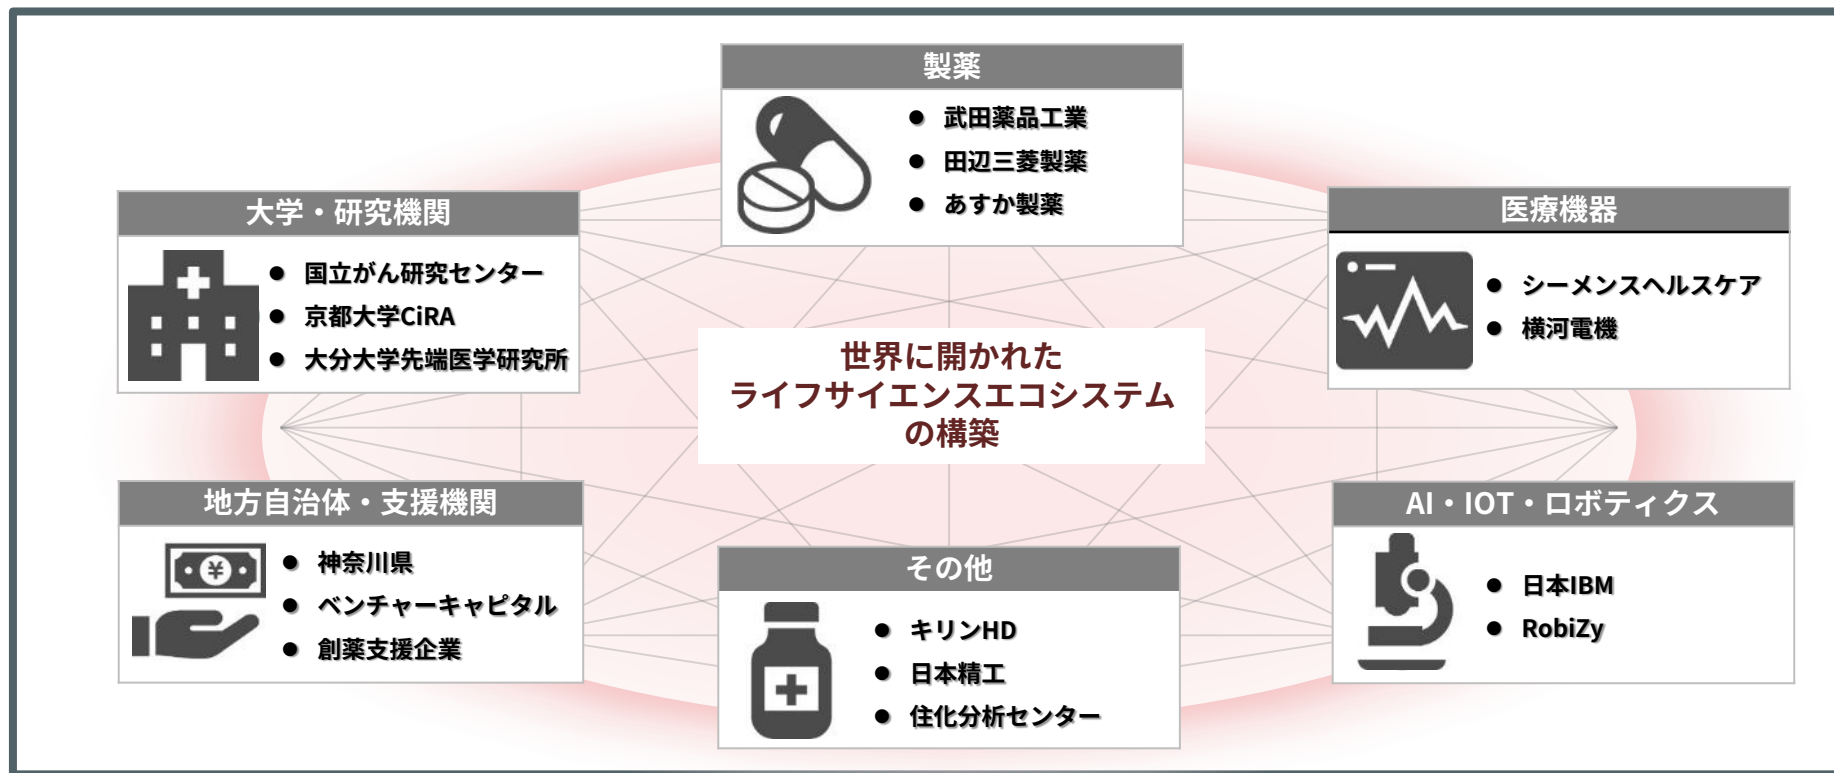 製薬
● 武田薬品工業
● 田辺三菱製薬
● あすか製薬
大学・研究機関
● 国立がん研究センター
● 京都大学CiRA
● 大分大学先端医学研究所
医療機器
● シーメンスヘルスケア
● 横河電機
世界に開かれた
ライフサイエンスエコシステム
の構築
地方自治体・支援機関
¥
● 神奈川県
● ベンチャーキャピタル
● 創薬支援企業
その他
● キリンHD
● 日本精工
● 住化分析センター
AI・IOT・ロボティクス
● 日本IBM
● RobiZy